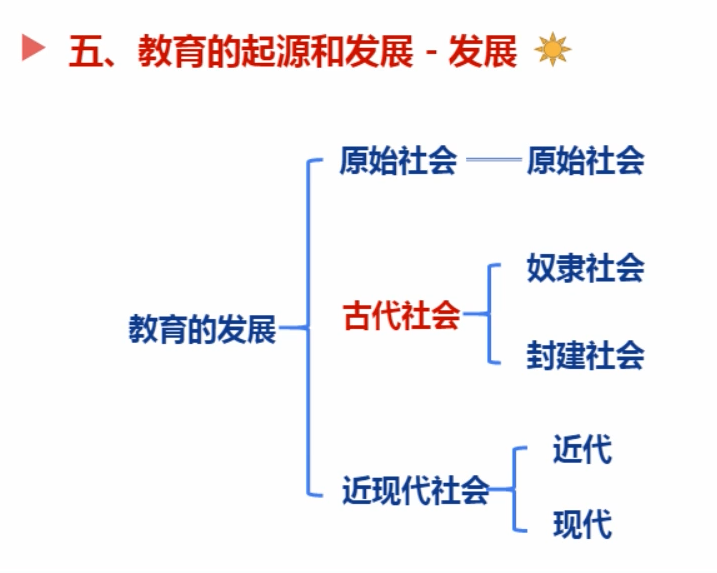 五、教育的起源和发展 - 发展
原始社会 原始社会
奴隶社会
古代社会
教育的发展
封建社会
近代
近现代社会
现代